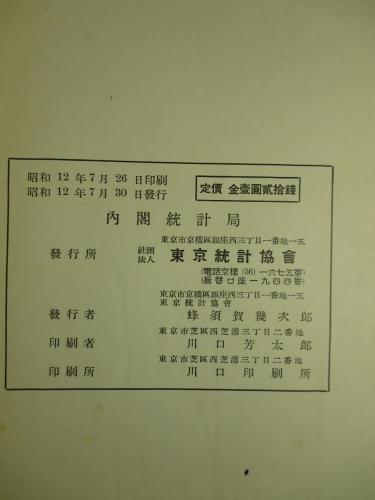 昭和12年7月26日印刷
昭和12年7月30日發行
定價 金壹圓貳拾錢
內閣統計局
東京市京橋區銀座西三丁目一番地一五
發行所 社團法人 東京統計協會
(電話京橋(56)一六七五番)
(振替口座一九四四番)
東京市京橋區銀座西三丁目一番地一五
東京統計協會
發行者 蜂須賀幾次郎
東京市芝區西芝浦三丁目二番地
印刷者 川口芳太郎
東京市芝區西芝浦三丁目二番地
印刷所 川口印刷所